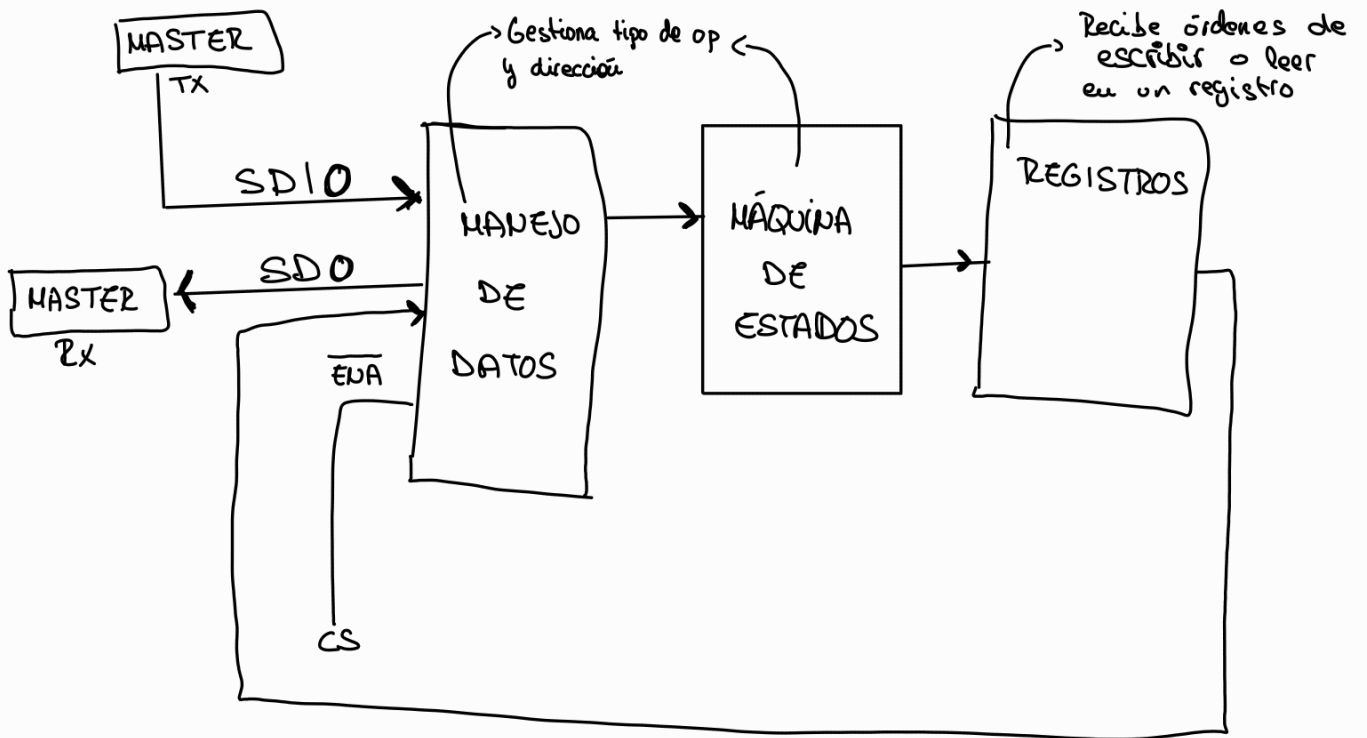 MASTER
TX
Gestiona tipo de op
y dirección
Recibe órdenes de
escribir o leer
en un registro
SDIO
MANEJO
DE
DATOS
MÁQUINA
DE
ESTADOS
REGISTROS
SDO
MASTER
RX
ENA
CS